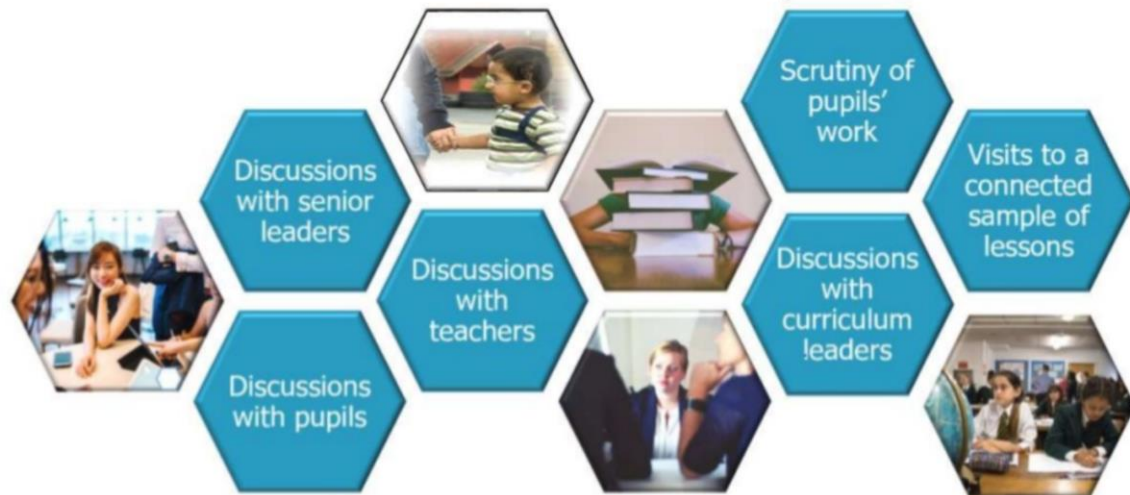 Discussions
with senior
leaders
Discussions
with pupils
Discussions
with
teachers
Scrutiny of
pupils'
work
Discussions
with
curriculum
leaders
Visits to a
connected
sample of
lessons